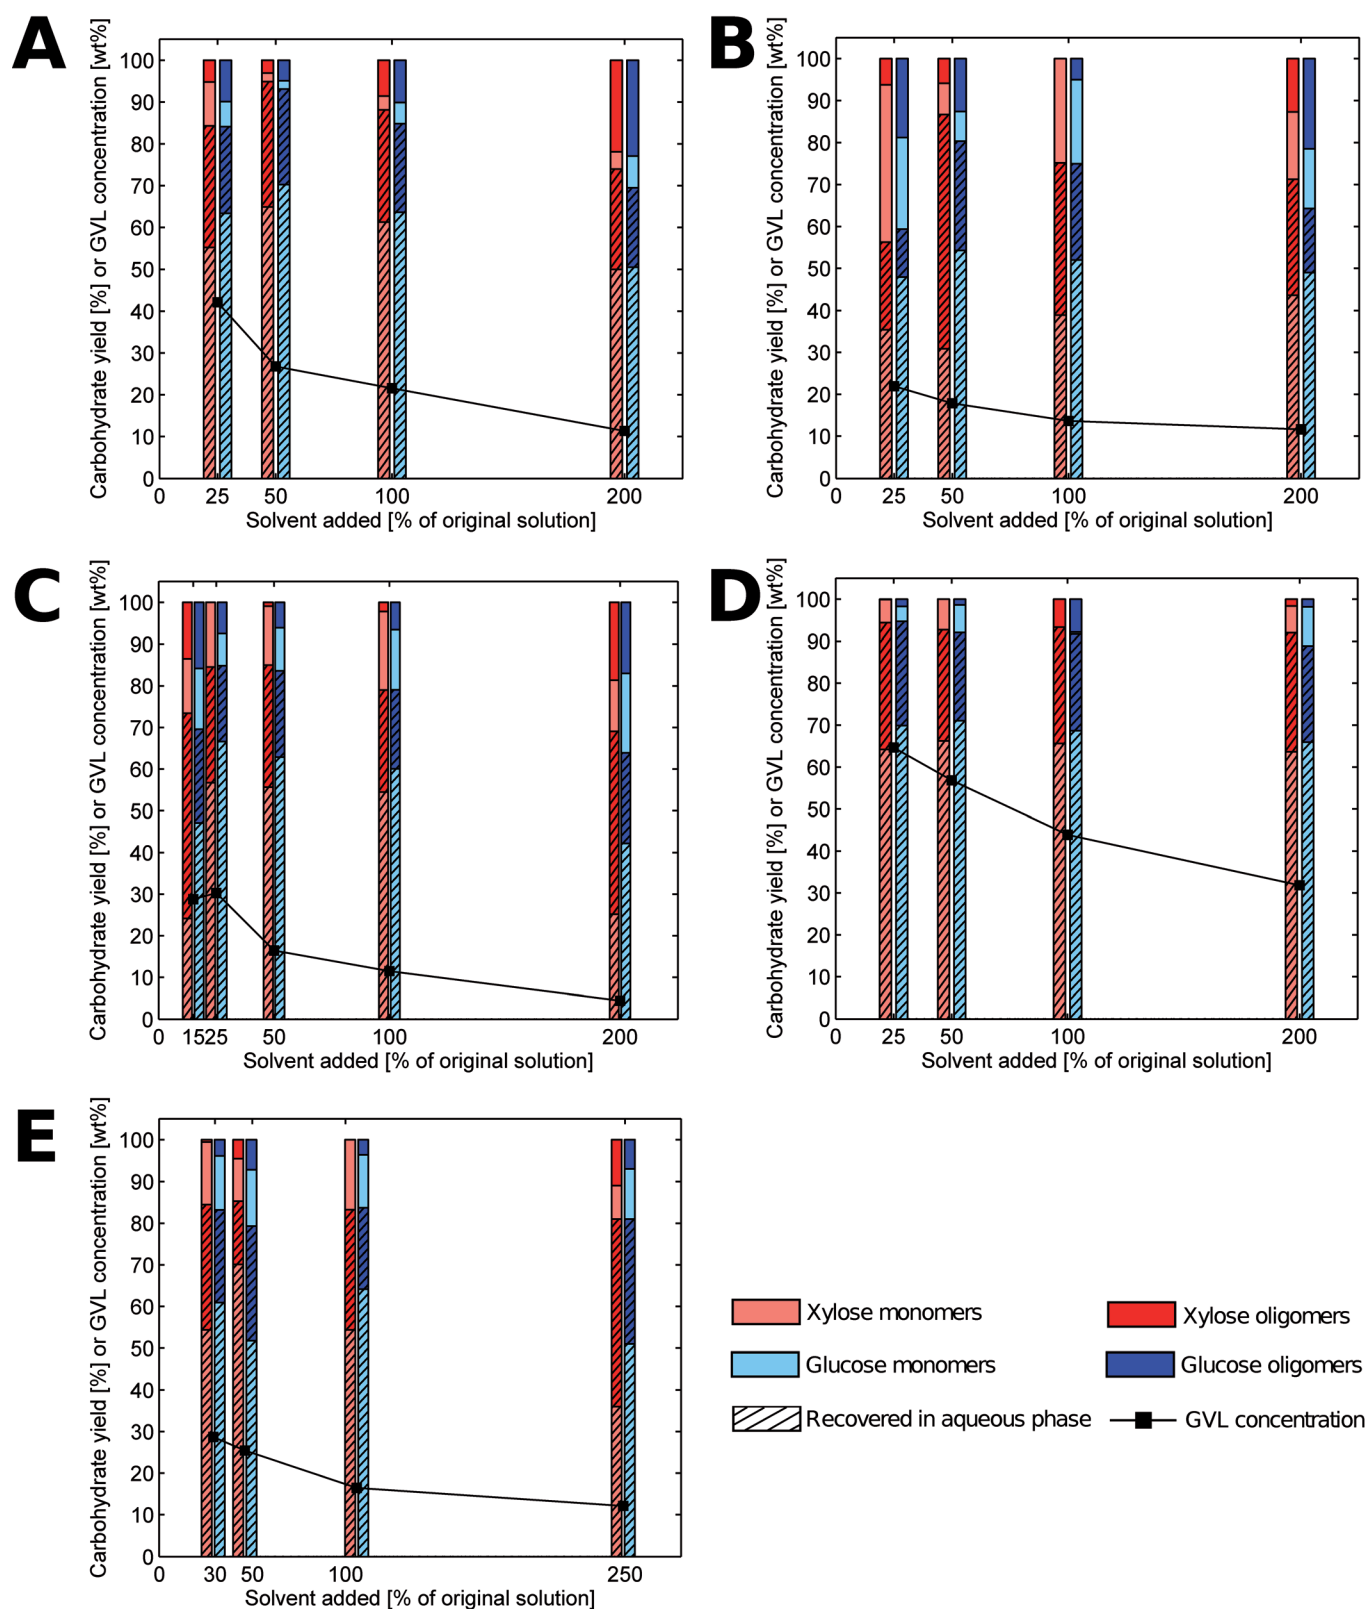 A
Carbohydrate yield [%] or GVL concentration [wt%]
100
90
80
70
60
50
40
30
20
10
0
0 25 50 100 200
Solvent added [% of original solution]
B
Carbohydrate yield [%] or GVL concentration [wt%]
100
90
80
70
60
50
40
30
20
10
0
0 25 50 100 200
Solvent added [% of original solution]
C
Carbohydrate yield [%] or GVL concentration [wt%]
100
90
80
70
60
50
40
30
20
10
0
0 15 25 50 100 200
Solvent added [% of original solution]
D
Carbohydrate yield [%] or GVL concentration [wt%]
100
90
80
70
60
50
40
30
20
10
0
0 25 50 100 200
Solvent added [% of original solution]
E
Carbohydrate yield [%] or GVL concentration [wt%]
100
90
80
70
60
50
40
30
20
10
0
0 30 50 100 250
Solvent added [% of original solution]
Xylose monomers Xylose oligomers
Glucose monomers Glucose oligomers
Recovered in aqueous phase GVL concentration